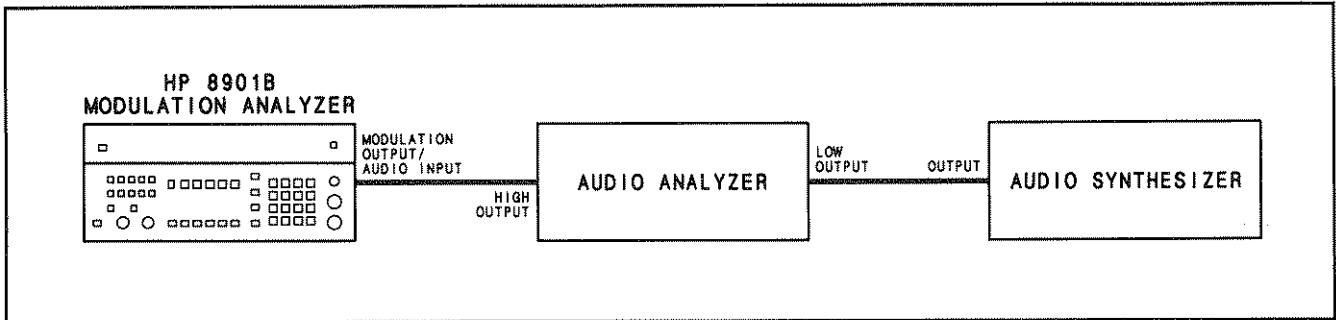 HP 8901B
MODULATION ANALYZER
MODULATION
OUTPUT/
AUDIO INPUT
HIGH
OUTPUT
AUDIO ANALYZER
LOW
OUTPUT
OUTPUT
AUDIO SYNTHESIZER